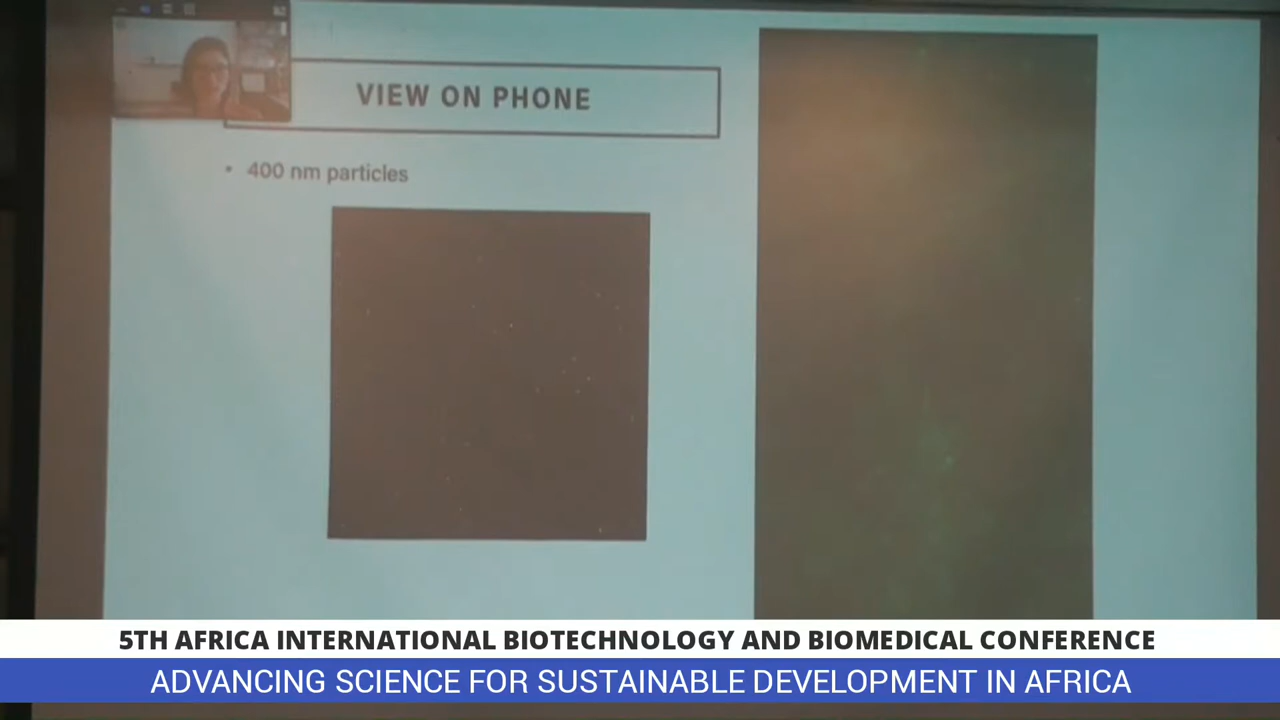 VIEW ON PHONE
• 400 nm particles
5TH AFRICA INTERNATIONAL BIOTECHNOLOGY AND BIOMEDICAL CONFERENCE
ADVANCING SCIENCE FOR SUSTAINABLE DEVELOPMENT IN AFRICA